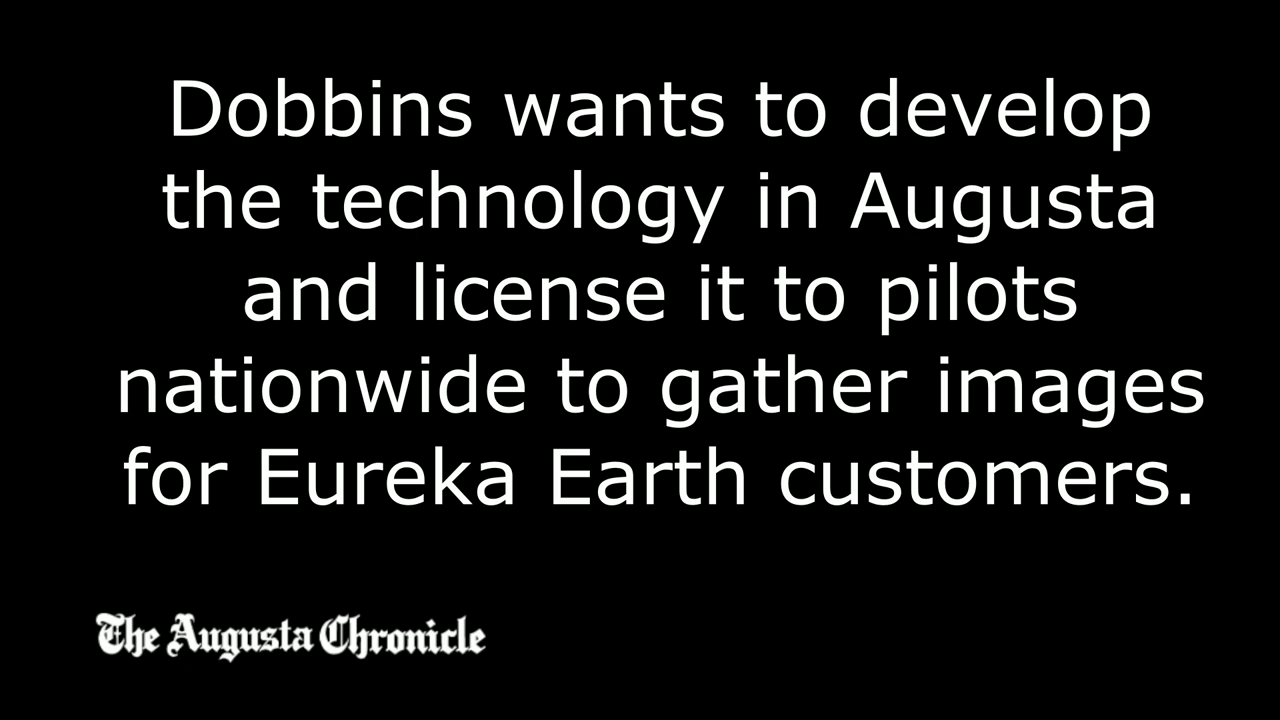 Dobbins wants to develop
the technology in Augusta
and license it to pilots
nationwide to gather images
for Eureka Earth customers.
The Augusta Chronicle